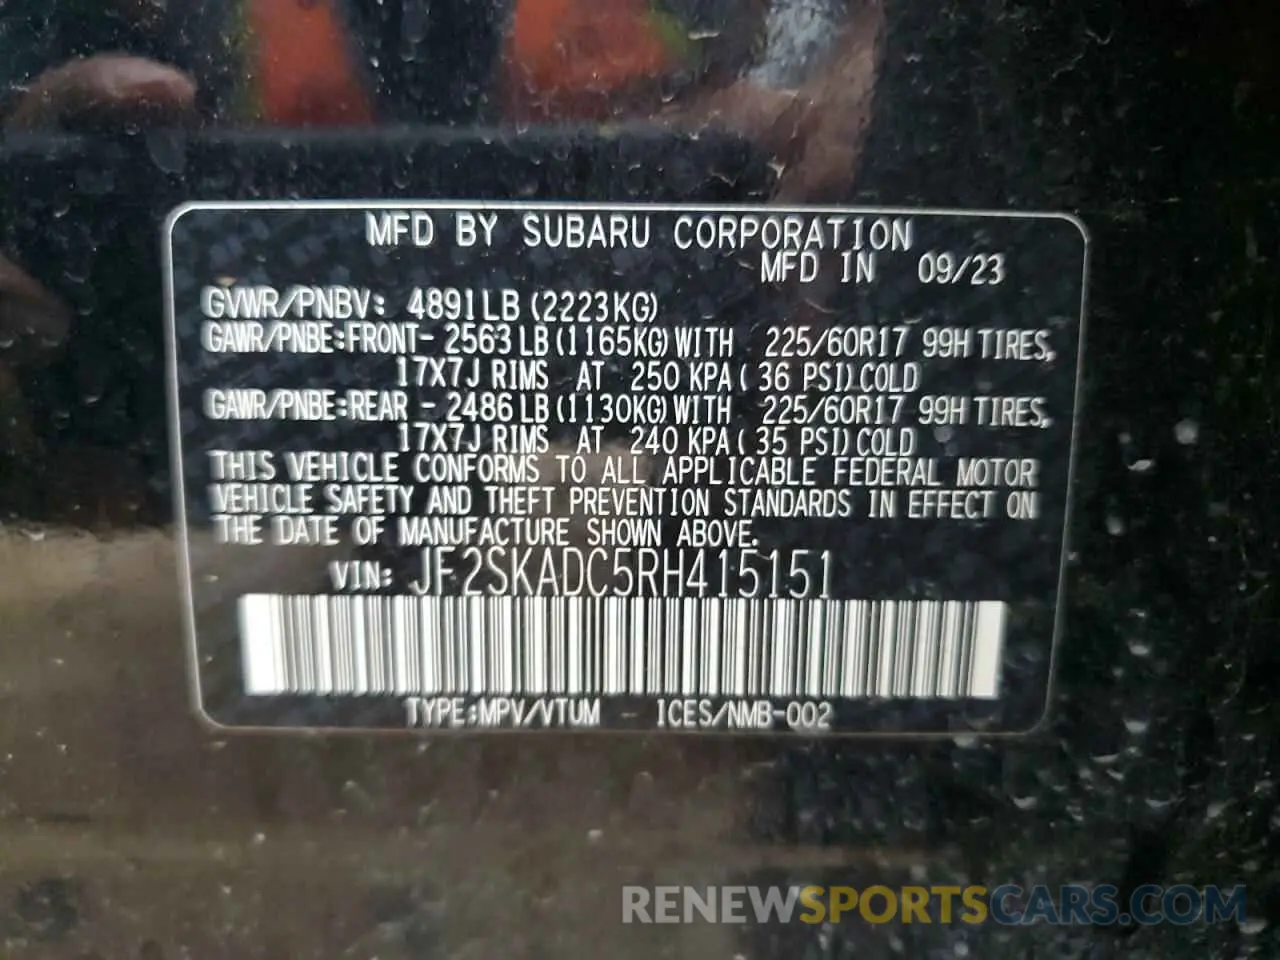 MFD BY SUBARU CORPORATION
MFD IN 09/23
GVWR/PNBV: 4891LB (2223KG)
GAWR/PNBE:FRONT- 2563LB (1165KG) WITH 225/60R17 99H TIRES,
17X7J RIMS AT 250 KPA ( 36 PSI) COLD
GAWR/PNBE:REAR - 2486LB (1130KG) WITH 225/60R17 99H TIRES,
17X7J RIMS AT 240 KPA ( 35 PSI) COLD
THIS VEHICLE CONFORMS TO ALL APPLICABLE FEDERAL MOTOR
VEHICLE SAFETY AND THEFT PREVENTION STANDARDS IN EFFECT ON
THE DATE OF MANUFACTURE SHOWN ABOVE.
VIN: JF2SKADC5RH415151
TYPE:MPV/VTUM - ICES/NMB-002
RENEWSPORTSCARS.COM